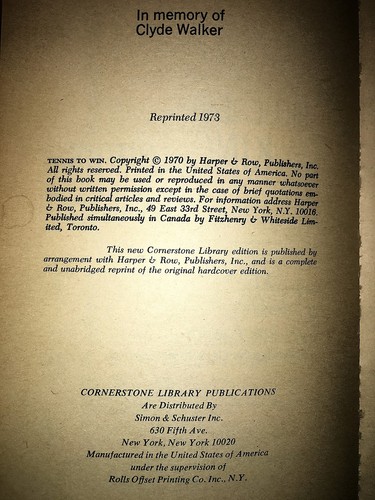 In memory of
Clyde Walker
Reprinted 1973
TENNIS TO WIN. Copyright © 1970 by Harper & Row, Publishers, Inc.
All rights reserved. Printed in the United States of America. No part
of this book may be used or reproduced in any manner whatsoever
without written permission except in the case of brief quotations em-
bodied in critical articles and reviews. For information address Harper
& Row, Publishers, Inc., 49 East 33rd Street, New York, N.Y. 10016.
Published simultaneously in Canada by Fitzhenry & Whiteside Lim-
ited, Toronto.
This new Cornerstone Library edition is published by
arrangement with Harper & Row, Publishers, Inc., and is a complete
and unabridged reprint of the original hardcover edition.
CORNERSTONE LIBRARY PUBLICATIONS
Are Distributed By
Simon & Schuster Inc.
630 Fifth Ave.
New York, New York 10020
Manufactured in the United States of America
under the supervision of
Rolls Offset Printing Co. Inc., N.Y.